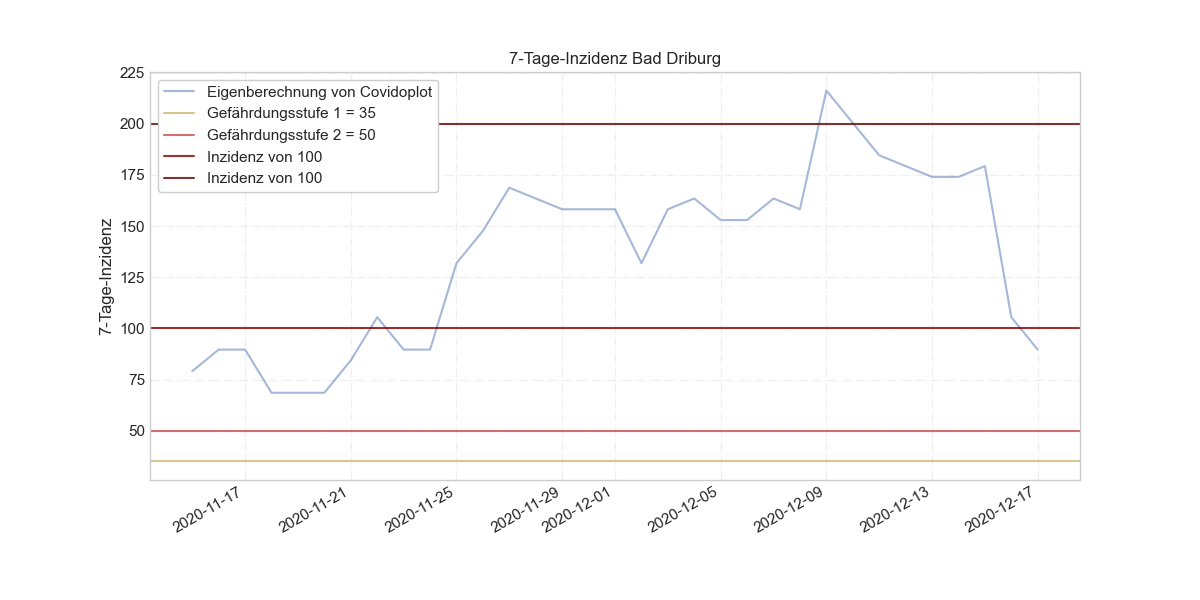 7-Tage-Inzidenz Bad Driburg
Eigenberechnung von Covidoplot
Gefährdungsstufe 1 = 35
Gefährdungsstufe 2 = 50
Inzidenz von 100
Inzidenz von 100
7-Tage-Inzidenz
225
200
175
150
125
100
75
50
2020-11-17
2020-11-21
2020-11-25
2020-11-29
2020-12-01
2020-12-05
2020-12-09
2020-12-13
2020-12-17